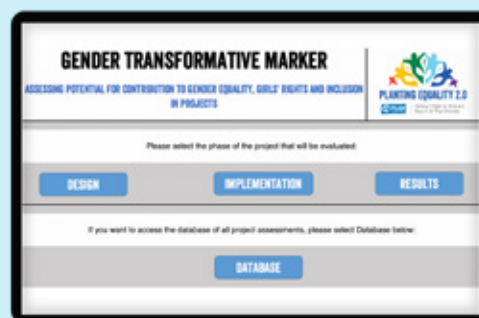 GENDER TRANSFORMATIVE MARKER
ASSESSING POTENTIAL FOR CONTRIBUTION TO GENDER EQUALITY, GIRLS' RIGHTS AND INCLUSION
IN PROJECTS
PLANTING EQUALITY 2.0
Please select the phase of the project that will be evaluated:
DESIGN
IMPLEMENTATION
RESULTS
If you want to access the database of all project assessments, please select Database below:
DATABASE